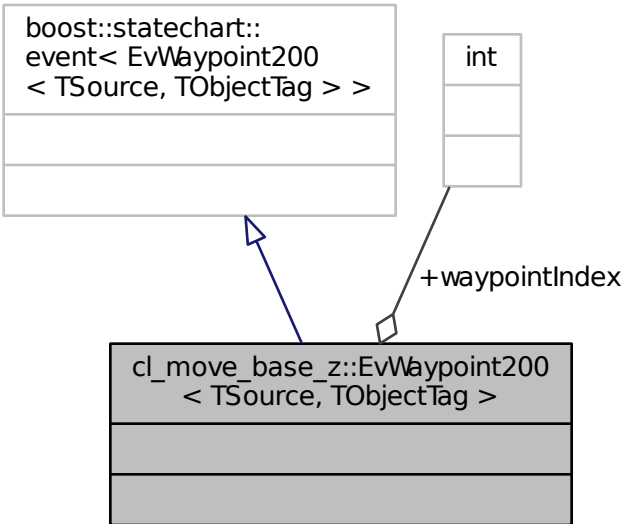 boost::statechart::
event< EvWaypoint200
< TSource, TObjectTag > >
int
+waypointIndex
cl_move_base_z::EvWaypoint200
< TSource, TObjectTag >